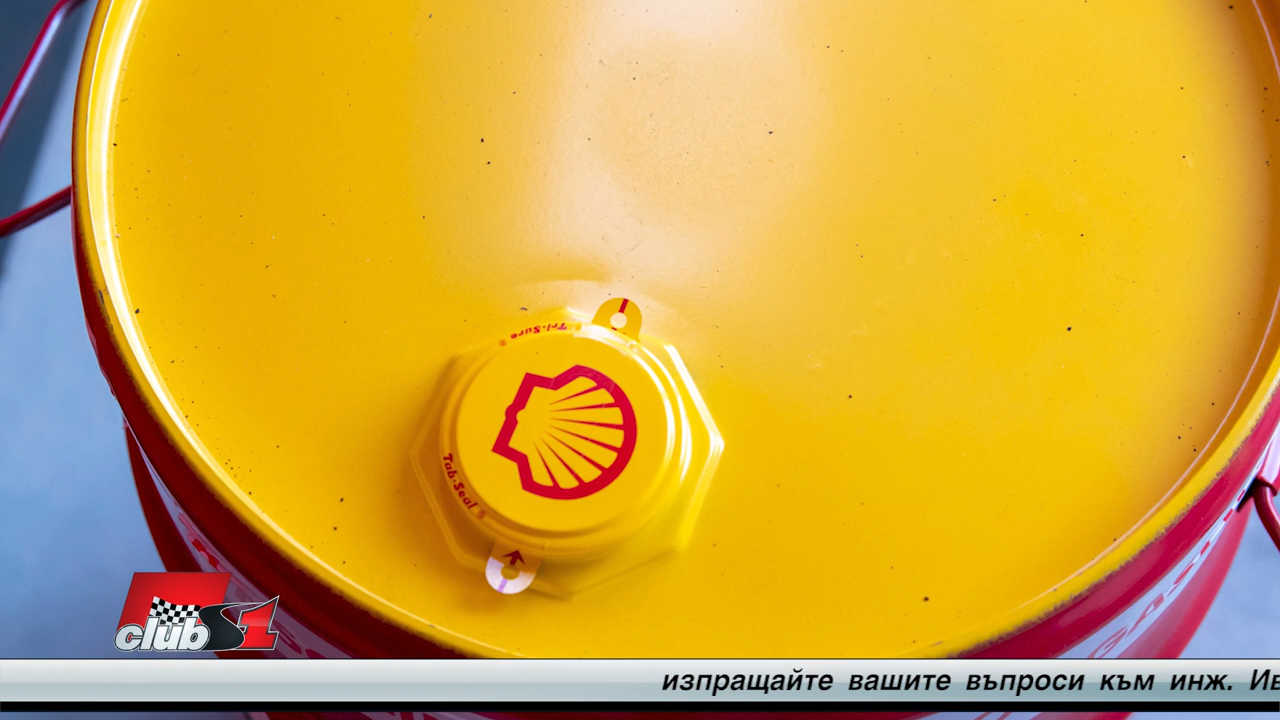 Tri-Sure ®
Tab-Seal ®
club S1
изпращайте вашите въпроси към инж. Ив